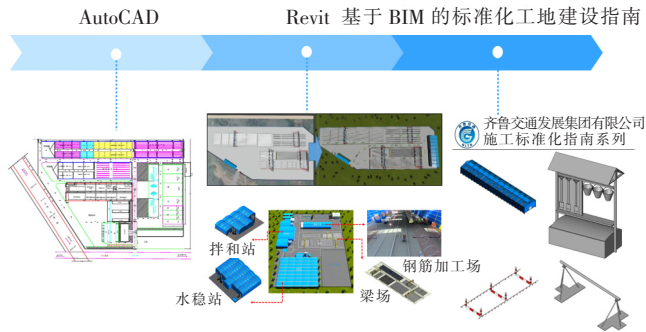 AutoCAD
Revit
基于 BIM 的标准化工地建设指南
齐鲁交通发展集团有限公司
施工标准化指南系列
拌和站
钢筋加工场
水稳站
梁场